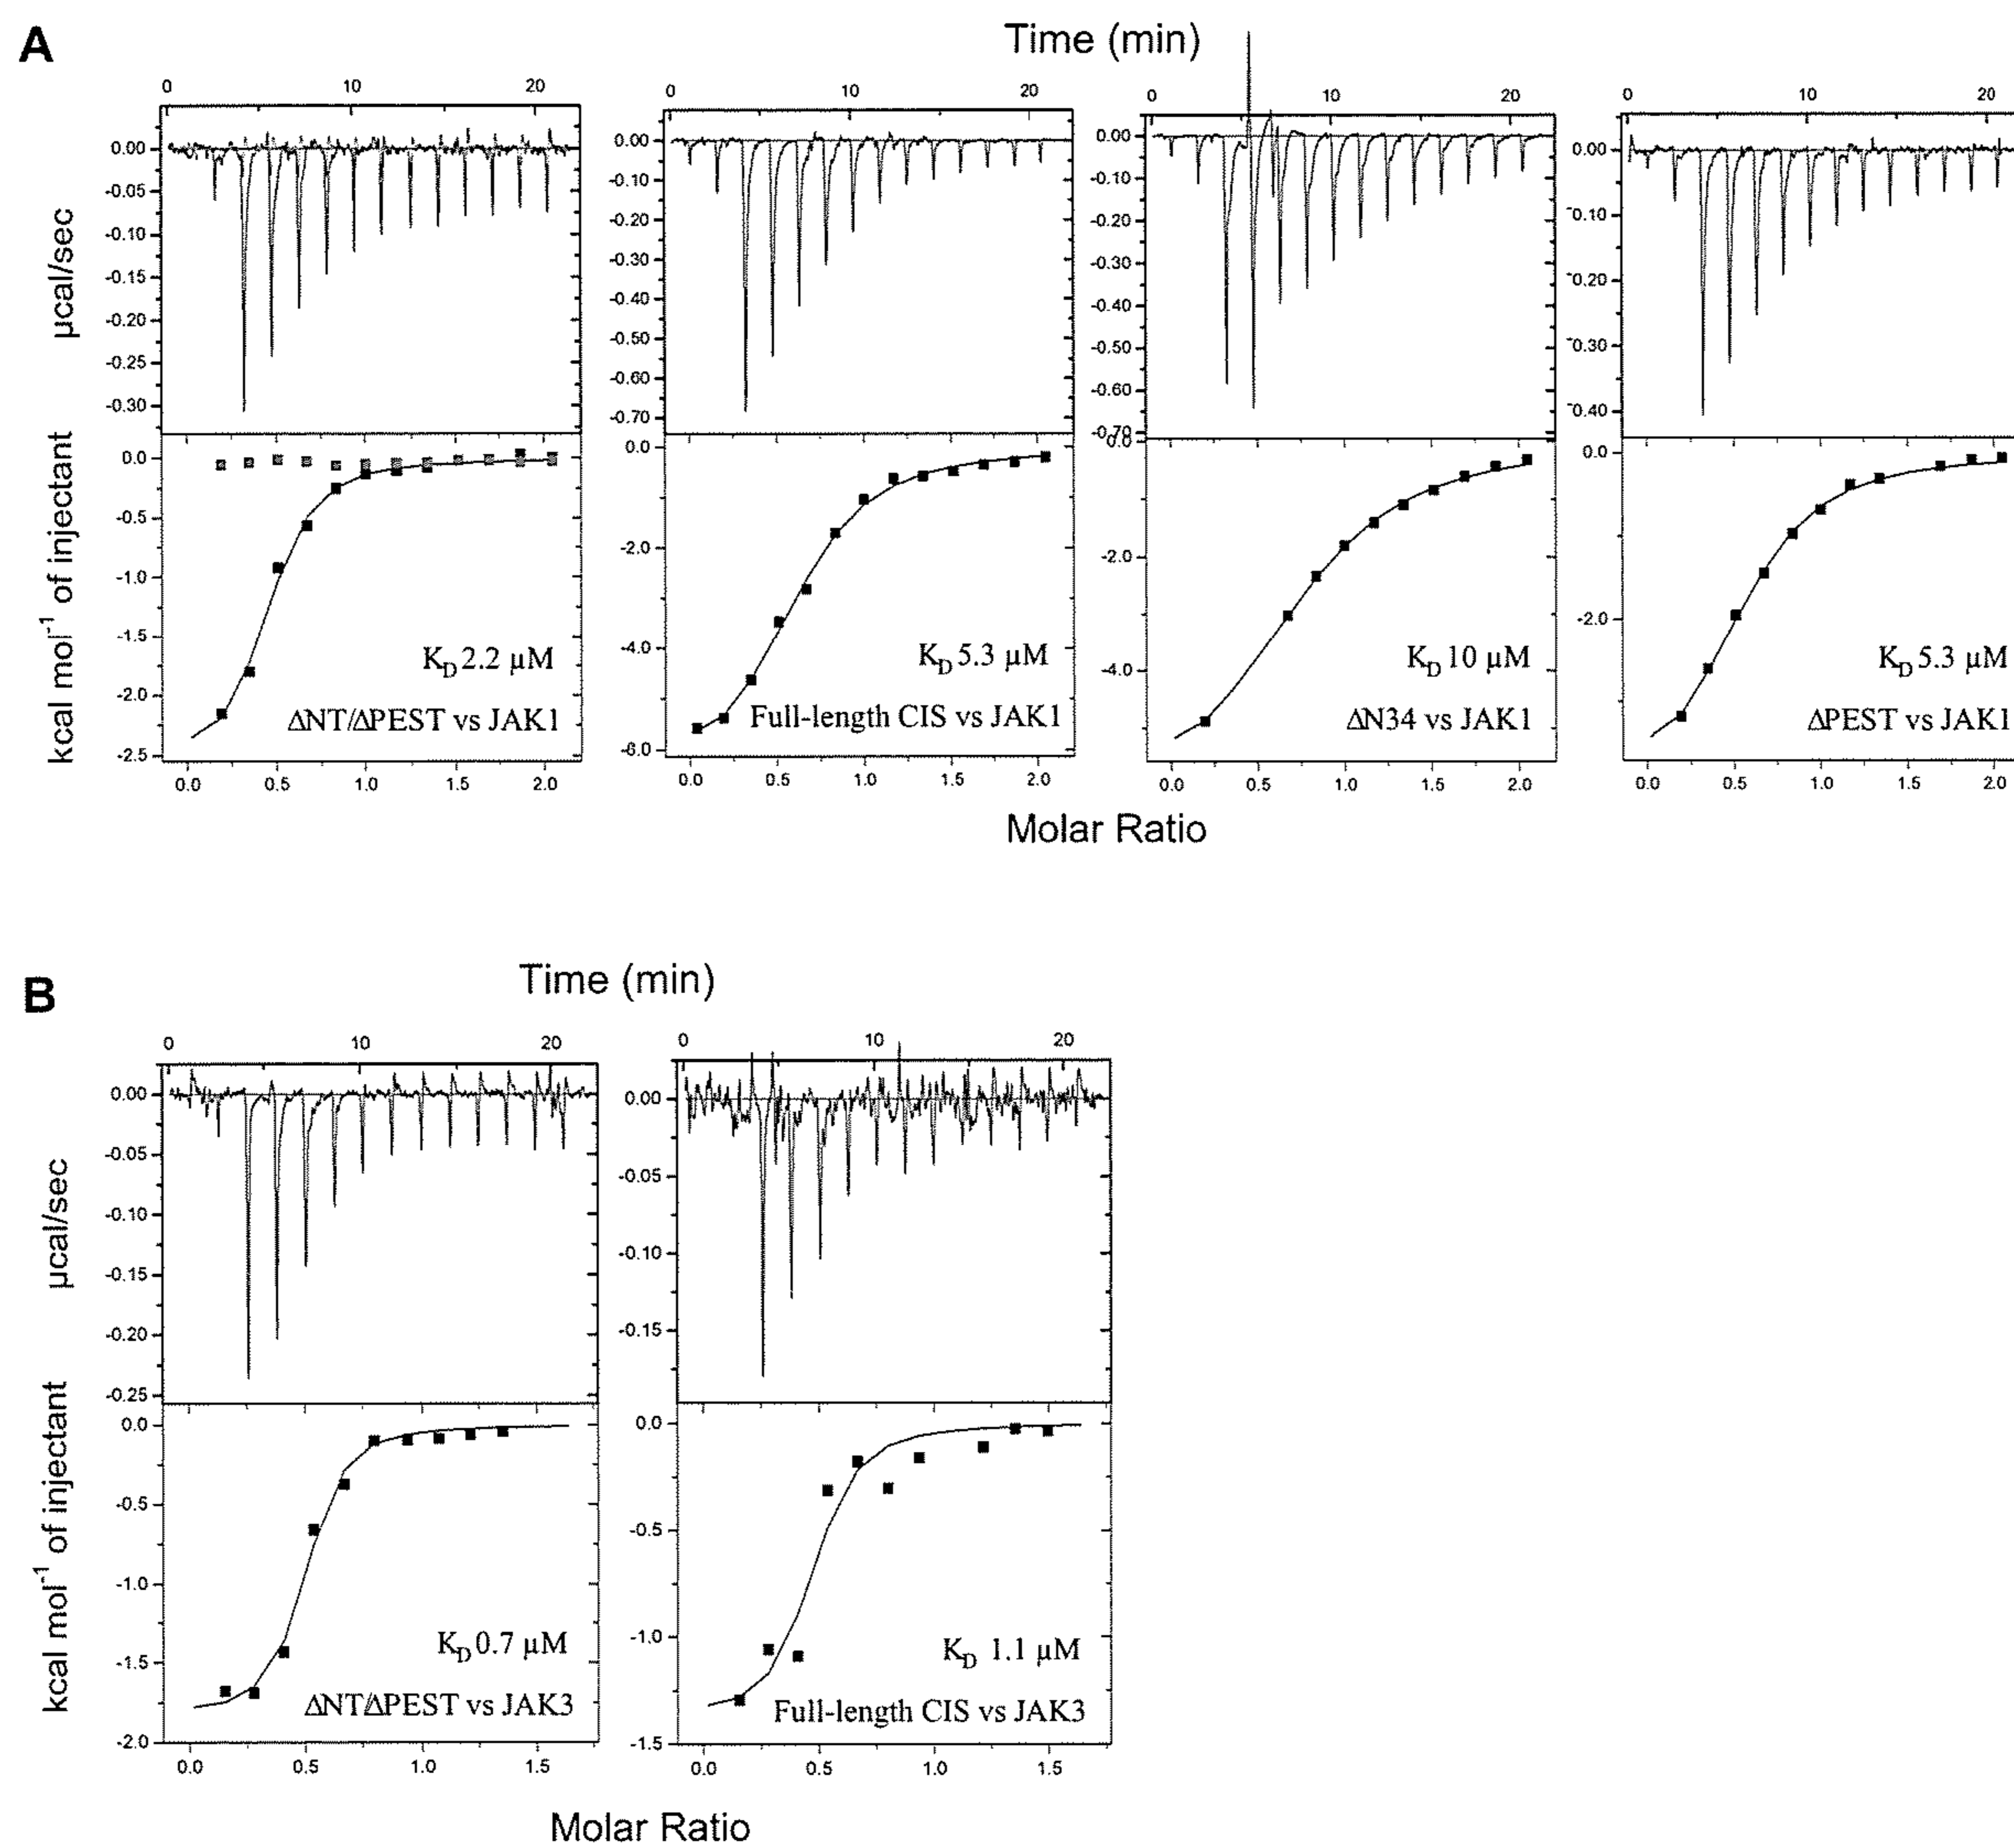 A
Time (min)
0 10 20
0 10 20
0 10 20
0 10 20
µcal/sec
0.00
-0.05
-0.10
-0.15
-0.20
-0.25
-0.30
0.00
-0.10
-0.20
-0.30
-0.40
-0.50
-0.60
-0.70
0.00
-0.10
-0.20
-0.30
-0.40
-0.50
-0.60
-0.70
0.00
-0.10
-0.20
-0.30
-0.40
kcal mol⁻¹ of injectant
0.0
-0.5
-1.0
-1.5
-2.0
-2.5
K_D 2.2 µM
ΔNT/ΔPEST vs JAK1
0.0 0.5 1.0 1.5 2.0
0.0
-2.0
-4.0
-6.0
K_D 5.3 µM
Full-length CIS vs JAK1
0.0 0.5 1.0 1.5 2.0
0.0
-2.0
-4.0
K_D 10 µM
ΔN34 vs JAK1
0.0 0.5 1.0 1.5 2.0
0.0
-2.0
K_D 5.3 µM
ΔPEST vs JAK1
0.0 0.5 1.0 1.5 2.0
Molar Ratio
B
Time (min)
0 10 20
0 10 20
µcal/sec
0.00
-0.05
-0.10
-0.15
-0.20
-0.25
0.00
-0.05
-0.10
-0.15
kcal mol⁻¹ of injectant
0.0
-0.5
-1.0
-1.5
-2.0
K_D 0.7 µM
ΔNT/ΔPEST vs JAK3
0.0 0.5 1.0 1.5
0.0
-0.5
-1.0
-1.5
K_D 1.1 µM
Full-length CIS vs JAK3
0.0 0.5 1.0 1.5
Molar Ratio